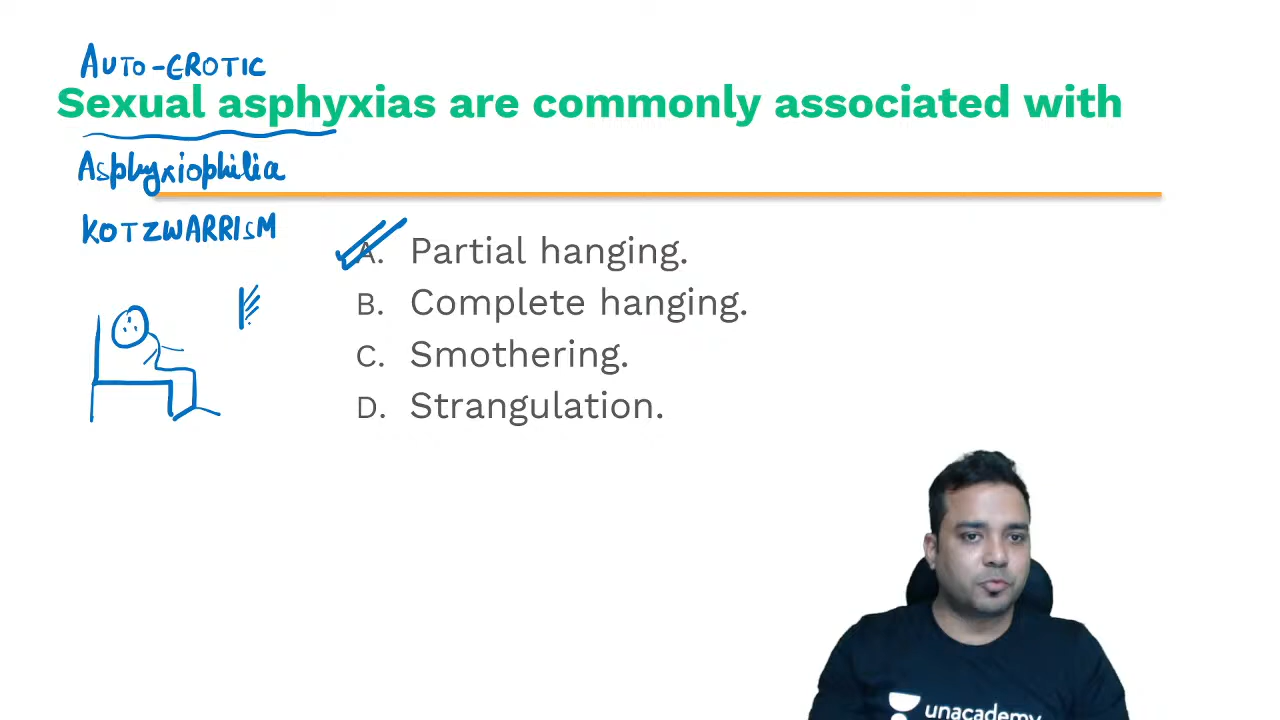 AUTO-EROTIC
Sexual asphyxias are commonly associated with
Asphyxiophilia
KOTZWARRISM
A. Partial hanging.
B. Complete hanging.
C. Smothering.
D. Strangulation.
unacademy